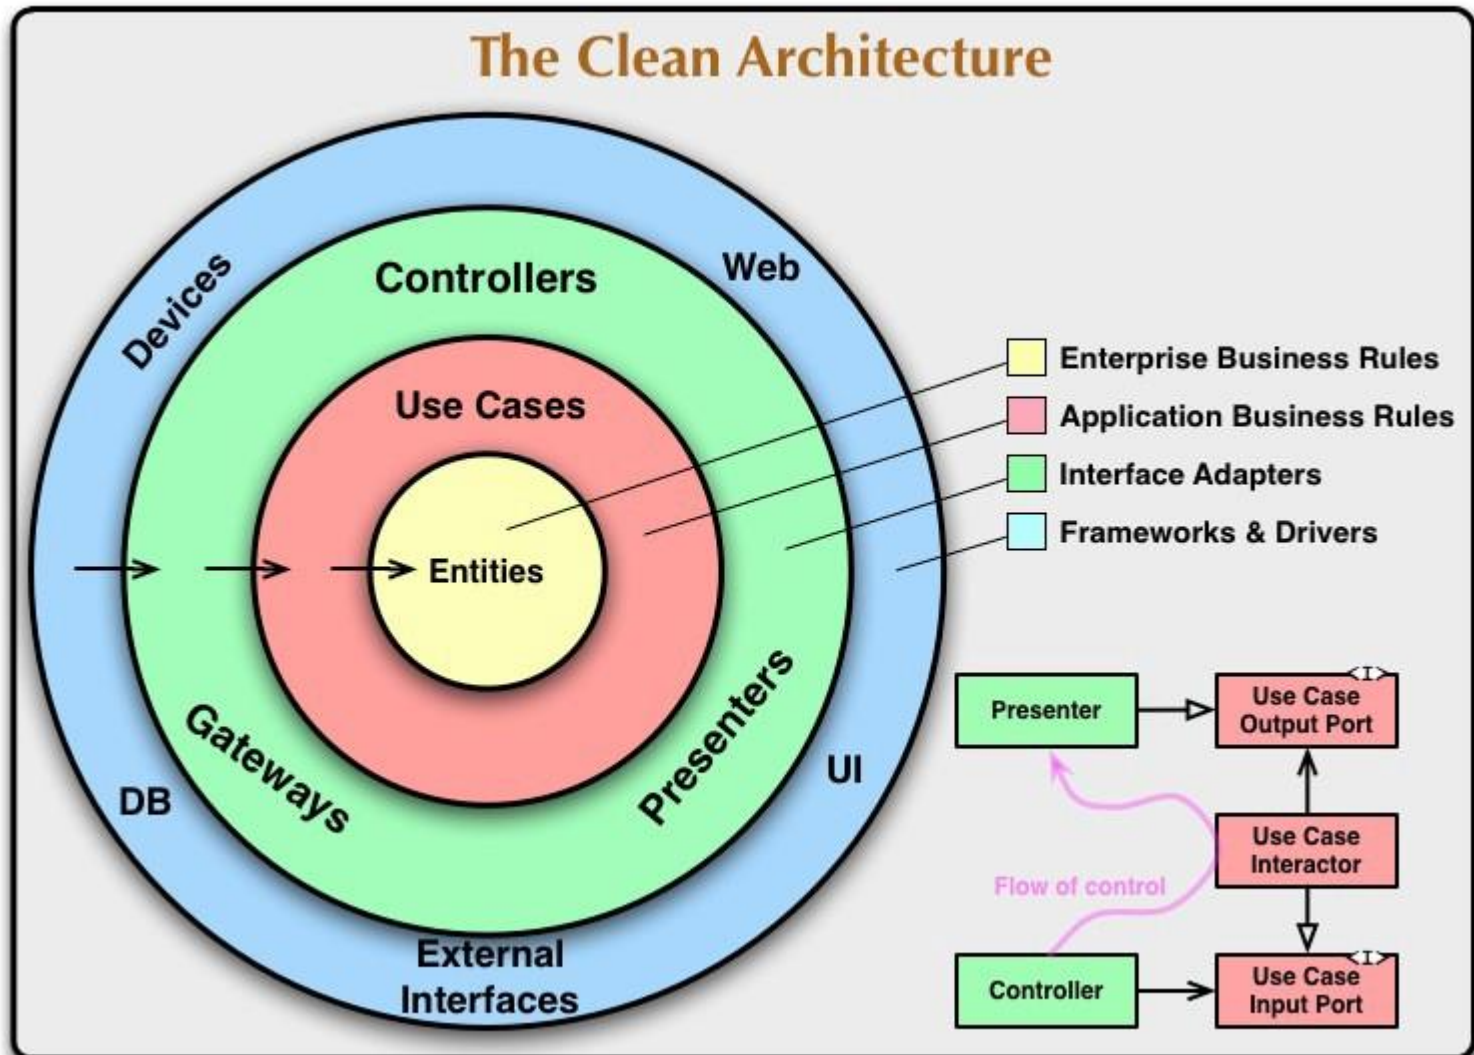 The Clean Architecture
Devices
Web
Controllers
Use Cases
Entities
Gateways
Presenters
DB
UI
External
Interfaces
Enterprise Business Rules
Application Business Rules
Interface Adapters
Frameworks & Drivers
Presenter
<I>
Use Case
Output Port
Use Case
Interactor
Flow of control
Controller
<I>
Use Case
Input Port